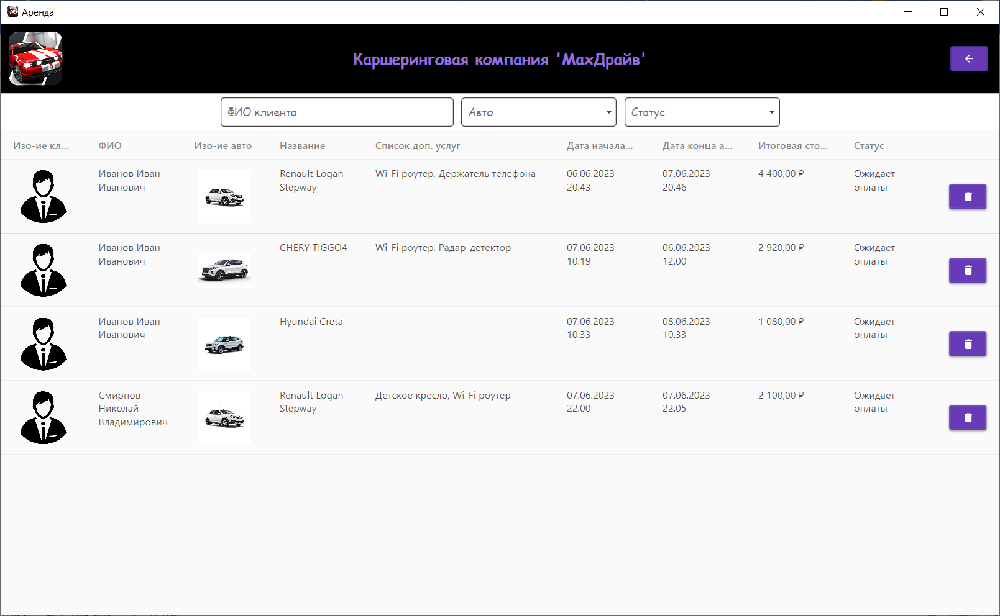 Аренда
Каршеринговая компания 'МахДрайв'
ФИО клиента
Авто
Статус
Изо-ие кл... ФИО Изо-ие авто Название Список доп. услуг Дата начала... Дата конца а... Итоговая сто... Статус
Иванов Иван Renault Logan Wi-Fi роутер, Держатель телефона 06.06.2023 07.06.2023 4 400,00 ₽ Ожидает
Иванович Stepway 20.43 20.46 оплаты
Иванов Иван CHERY TIGGO4 Wi-Fi роутер, Радар-детектор 07.06.2023 06.06.2023 2 920,00 ₽ Ожидает
Иванович 10.19 12.00 оплаты
Иванов Иван Hyundai Creta 07.06.2023 08.06.2023 1 080,00 ₽ Ожидает
Иванович 10.33 10.33 оплаты
Смирнов Renault Logan Детское кресло, Wi-Fi роутер 07.06.2023 07.06.2023 2 100,00 ₽ Ожидает
Николай Stepway 22.00 22.05 оплаты
Владимирович